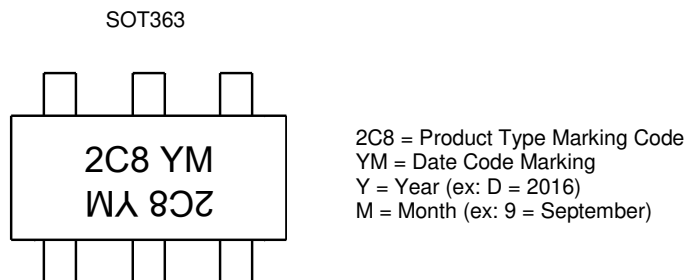 SOT363
2C8 YM
2C8 YM
2C8 = Product Type Marking Code
YM = Date Code Marking
Y = Year (ex: D = 2016)
M = Month (ex: 9 = September)